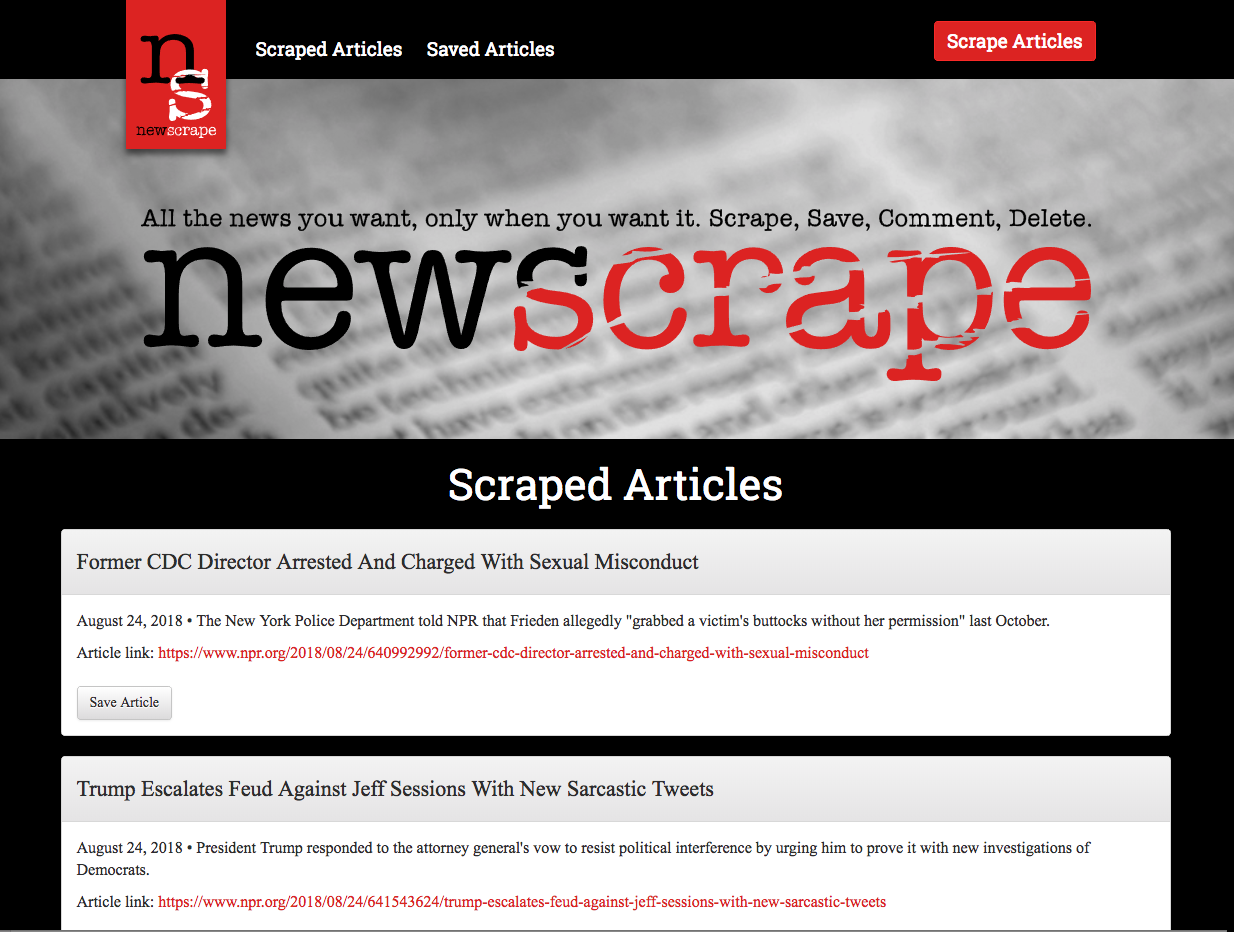 ns
newscrape
Scraped Articles
Saved Articles
Scrape Articles
All the news you want, only when you want it. Scrape, Save, Comment, Delete.
newscrape
Scraped Articles
Former CDC Director Arrested And Charged With Sexual Misconduct
August 24, 2018 • The New York Police Department told NPR that Frieden allegedly "grabbed a victim's buttocks without her permission" last October.
Article link: https://www.npr.org/2018/08/24/640992992/former-cdc-director-arrested-and-charged-with-sexual-misconduct
Save Article
Trump Escalates Feud Against Jeff Sessions With New Sarcastic Tweets
August 24, 2018 • President Trump responded to the attorney general's vow to resist political interference by urging him to prove it with new investigations of
Democrats.
Article link: https://www.npr.org/2018/08/24/641543624/trump-escalates-feud-against-jeff-sessions-with-new-sarcastic-tweets